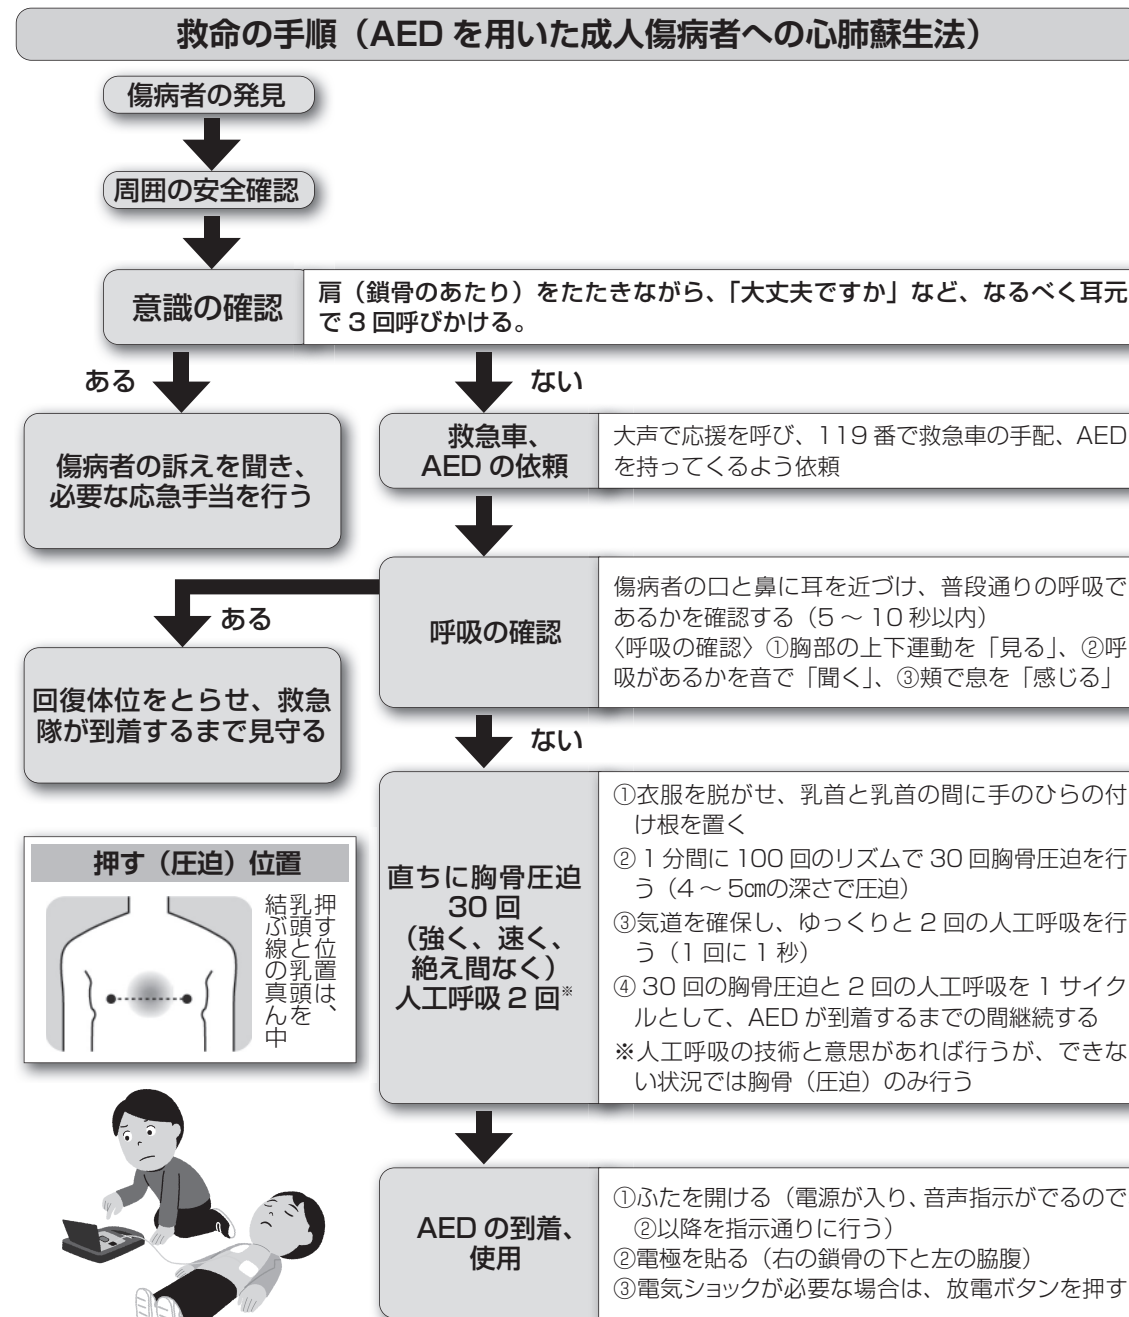 救命の手順（AED を用いた成人傷病者への心肺蘇生法）
傷病者の発見
周囲の安全確認
意識の確認
肩（鎖骨のあたり）をたたきながら、「大丈夫ですか」など、なるべく耳元
で 3 回呼びかける。
ある
ない
傷病者の訴えを聞き、
必要な応急手当を行う
救急車、
AED の依頼
大声で応援を呼び、119 番で救急車の手配、AED
を持ってくるよう依頼
呼吸の確認
傷病者の口と鼻に耳を近づけ、普段通りの呼吸で
あるかを確認する（5 ～ 10 秒以内）
〈呼吸の確認〉①胸部の上下運動を「見る」、②呼
吸があるかを音で「聞く」、③頬で息を「感じる」
ある
回復体位をとらせ、救急
隊が到着するまで見守る
ない
直ちに胸骨圧迫
30 回
（強く、速く、
絶え間なく）
人工呼吸 2 回※
①衣服を脱がせ、乳首と乳首の間に手のひらの付
け根を置く
② 1 分間に 100 回のリズムで 30 回胸骨圧迫を行
う（4 ～ 5㎝の深さで圧迫）
③気道を確保し、ゆっくりと 2 回の人工呼吸を行
う（1 回に 1 秒）
④ 30 回の胸骨圧迫と 2 回の人工呼吸を 1 サイク
ルとして、AED が到着するまでの間継続する
※人工呼吸の技術と意思があれば行うが、できな
い状況では胸骨（圧迫）のみ行う
押す（圧迫）位置
押す位置は、
乳頭と乳頭を
結ぶ線の真ん中
AED の到着、
使用
①ふたを開ける（電源が入り、音声指示がでるので
②以降を指示通りに行う）
②電極を貼る（右の鎖骨の下と左の脇腹）
③電気ショックが必要な場合は、放電ボタンを押す